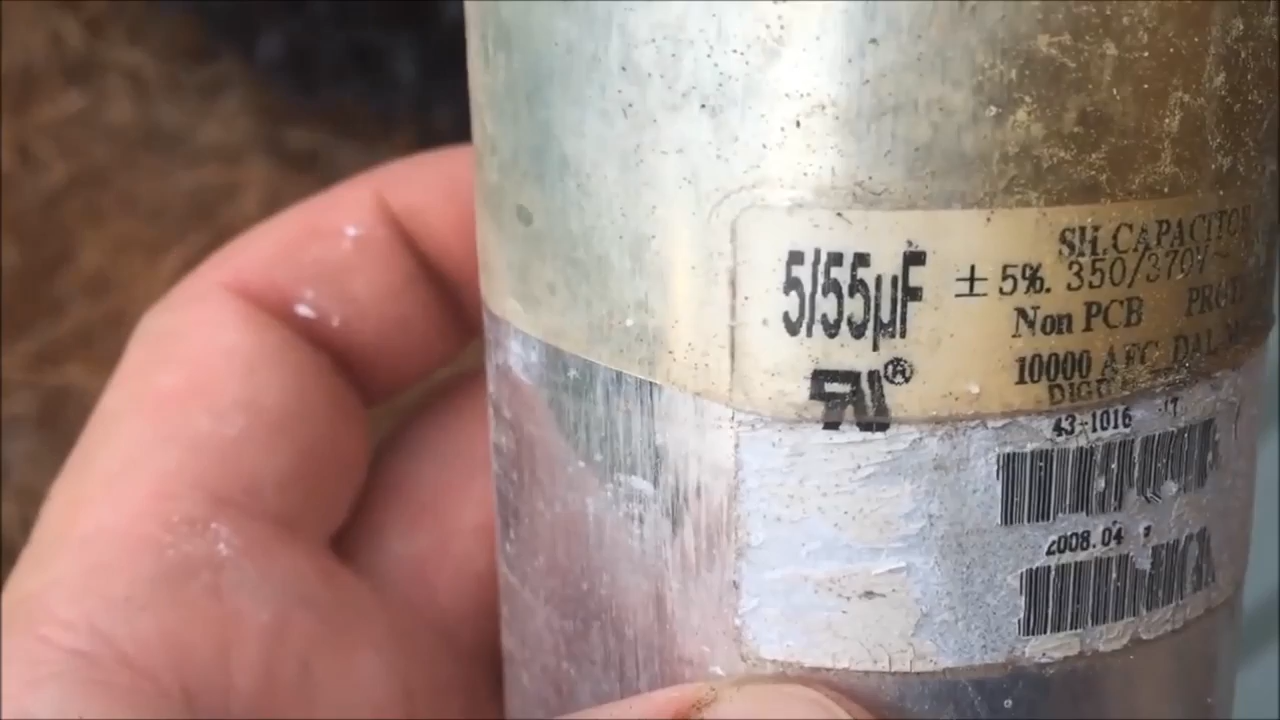 SH. CAPACITOR
5/55µF ±5%. 350/370V~
Non PCB
®
10000 AFC
43-1016
2008.04